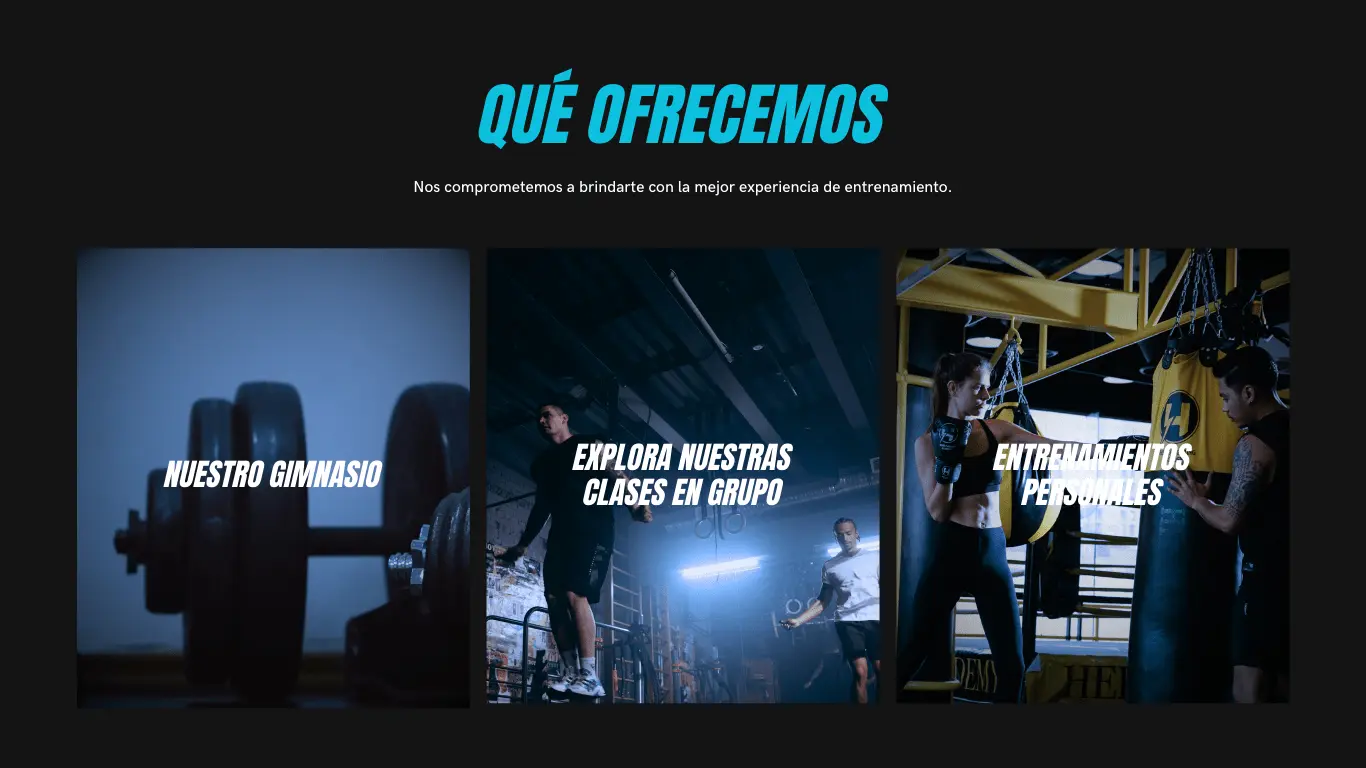 QUÉ OFRECEMOS
Nos comprometemos a brindarte con la mejor experiencia de entrenamiento.
NUESTRO GIMNASIO
EXPLORA NUESTRAS
CLASES EN GRUPO
ENTRENAMIENTOS
PERSONALES
DEMY